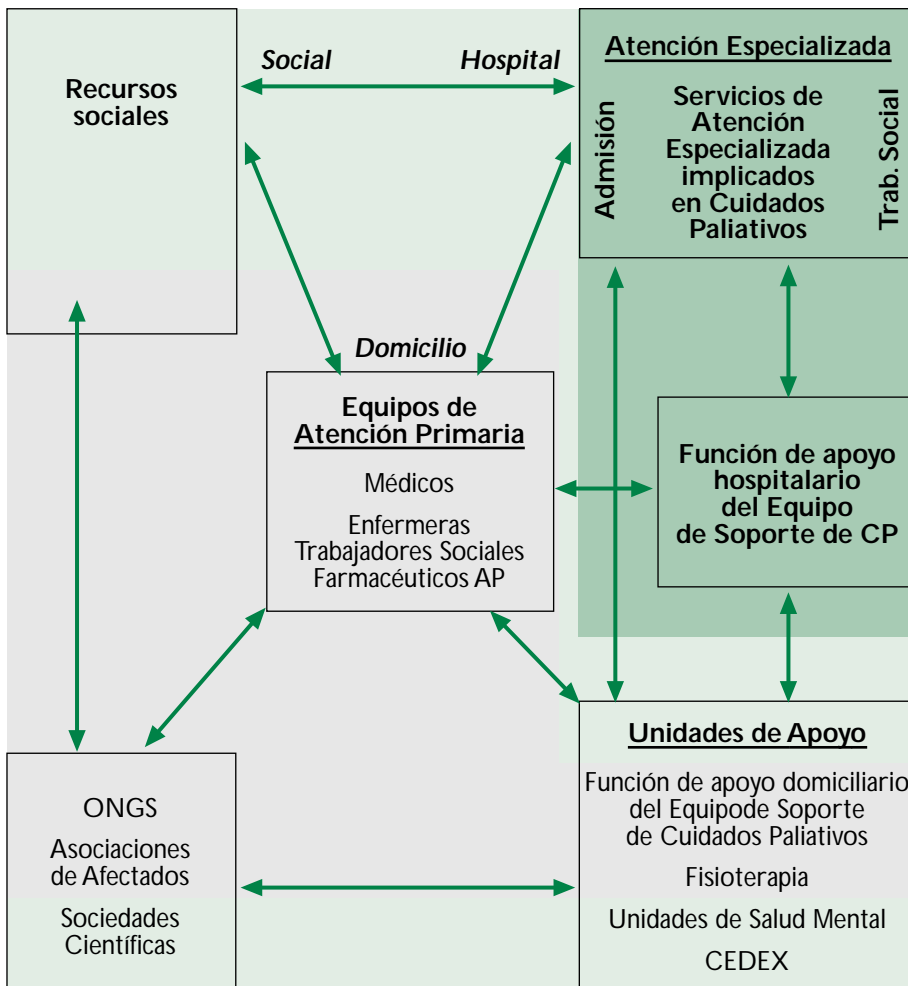 Recursos
sociales
Social
Hospital
Atención Especializada
Admisión
Servicios de
Atención
Especializada
implicados
en Cuidados
Paliativos
Trab. Social
Domicilio
Equipos de
Atención Primaria
Médicos
Enfermeras
Trabajadores Sociales
Farmacéuticos AP
Función de apoyo
hospitalario
del Equipo
de Soporte de CP
ONGS
Asociaciones
de Afectados
Sociedades
Científicas
Unidades de Apoyo
Función de apoyo domiciliario
del Equipode Soporte
de Cuidados Paliativos
Fisioterapia
Unidades de Salud Mental
CEDEX